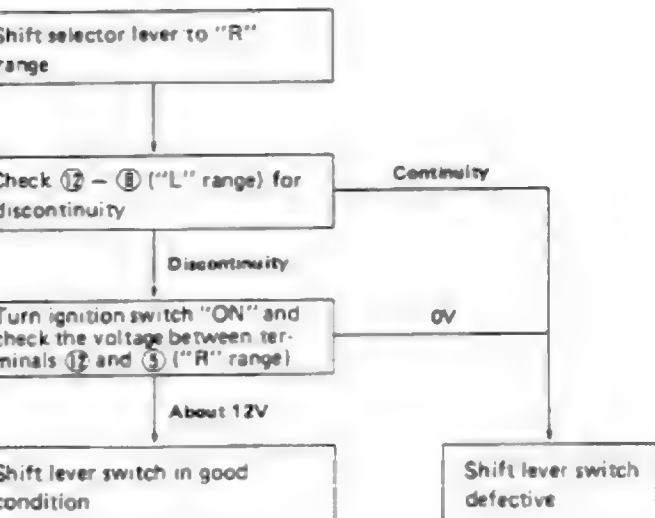 Shift selector lever to "R"
range
Check ⑫ – ("L" range) for
discontinuity
Continuity
Discontinuity
Turn ignition switch "ON" and
check the voltage between ter-
minals ⑫ and ⑤ ("R" range)
0V
About 12V
Shift lever switch in good
condition
Shift lever switch
defective